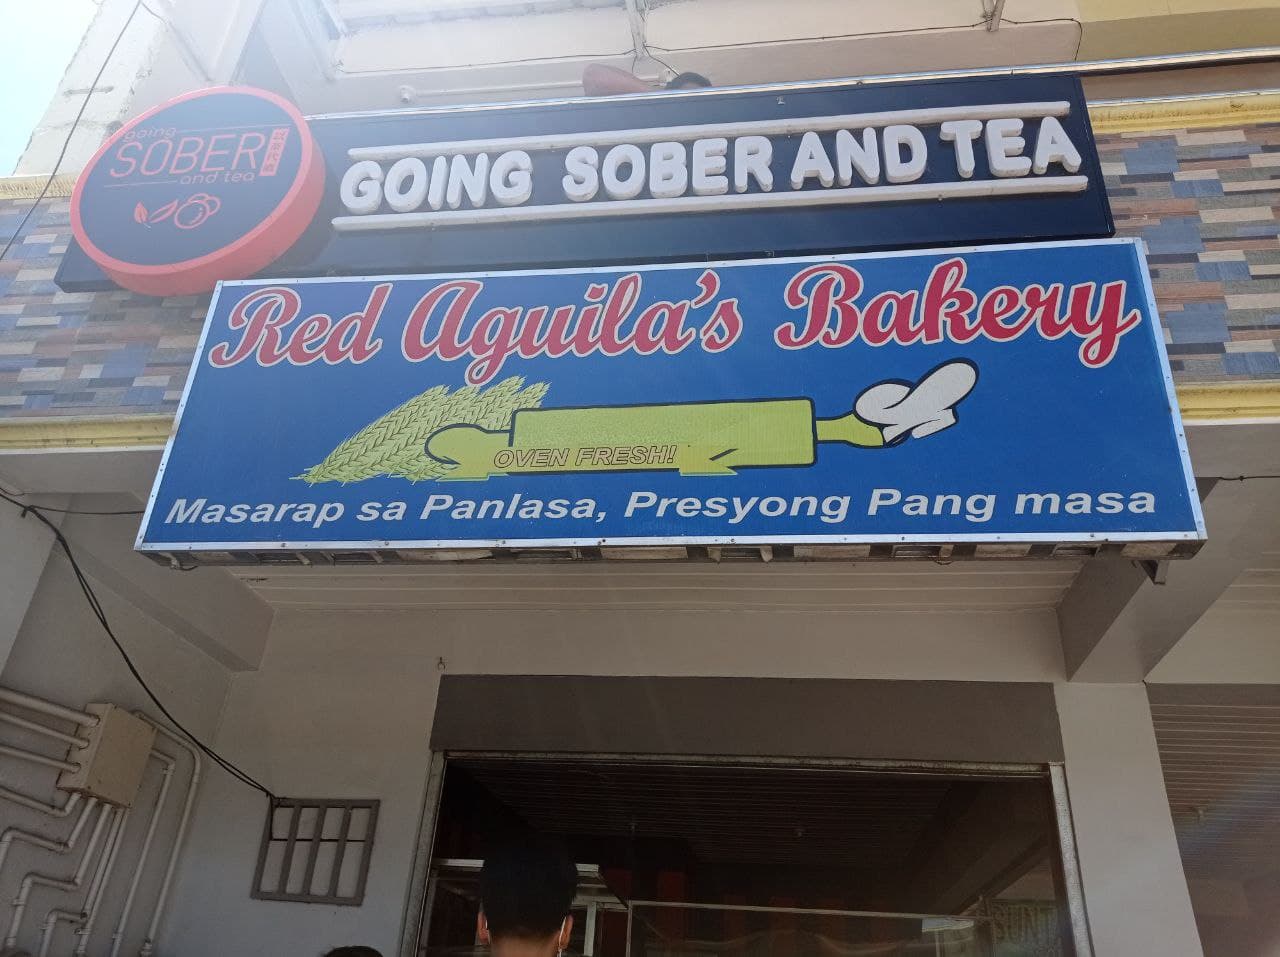 going
SOBER
and tea
GOING SOBER AND TEA
Red Aguila's Bakery
OVEN FRESH!
Masarap sa Panlasa, Presyong Pang masa